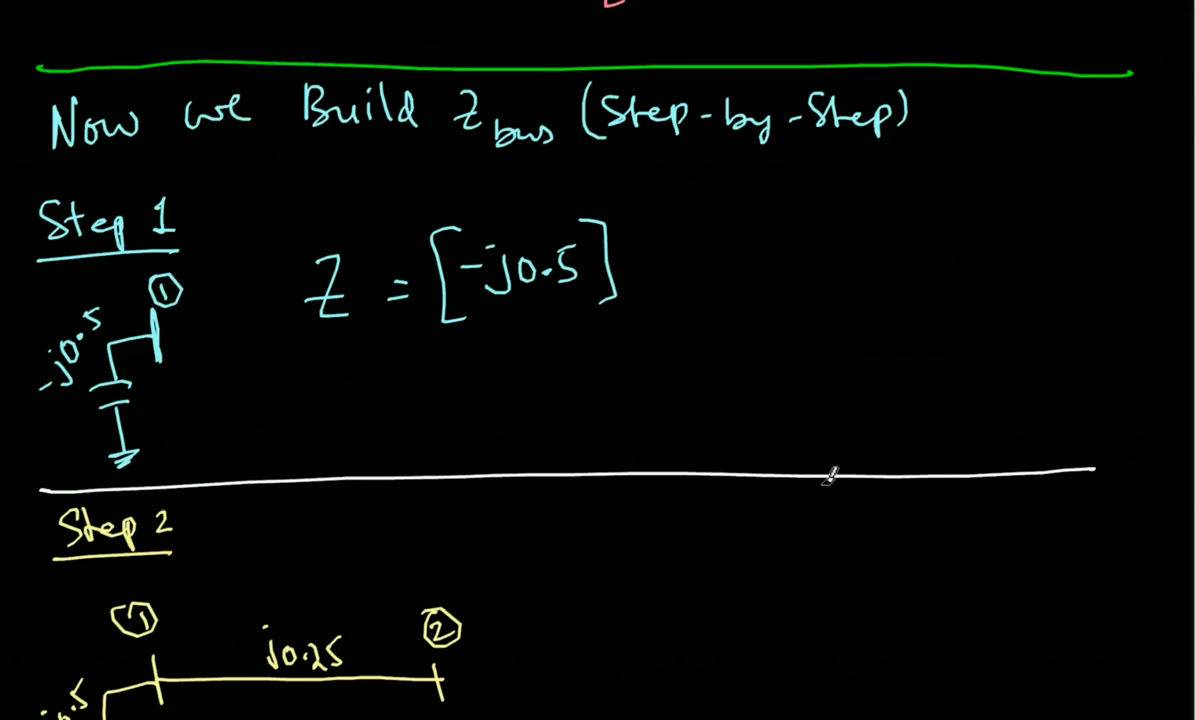 Now we Build Zbus (Step-by-Step)
Step 1
Z = [-j0.5]
1
-j0.5
Step 2
1
2
j0.25